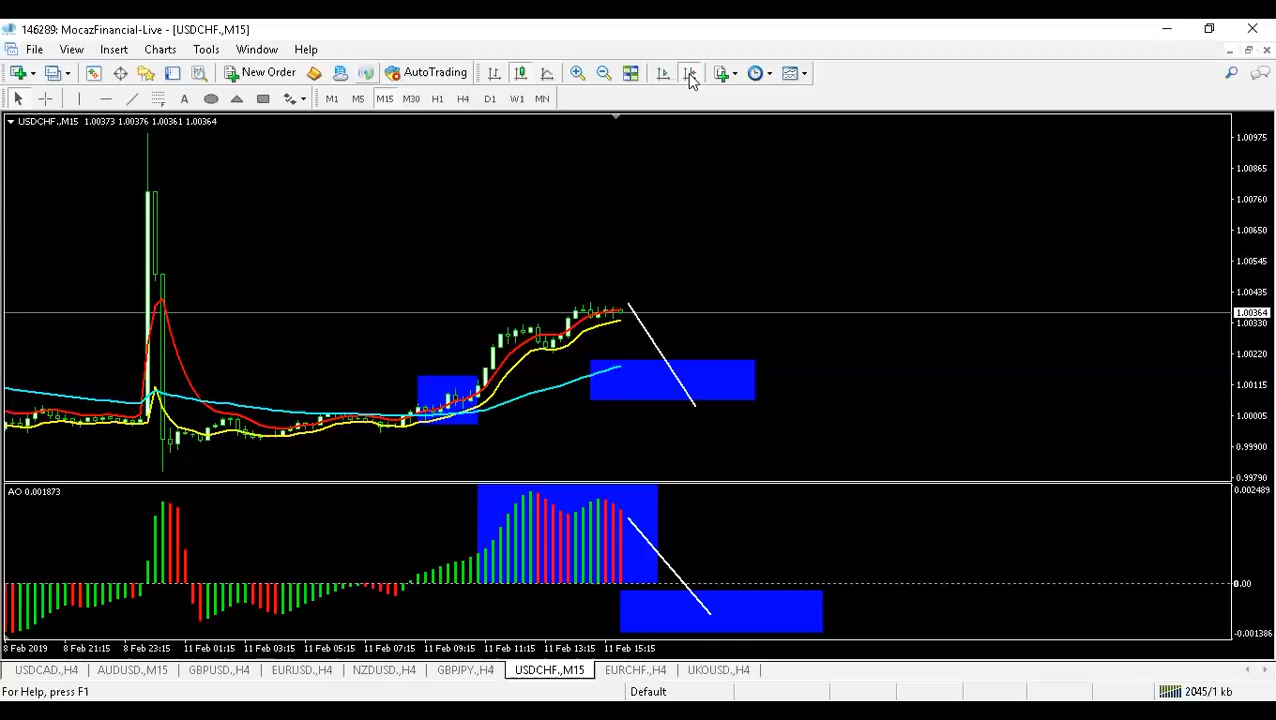 146289: MocazFinancial-Live - [USDCHF.,M15]
File View Insert Charts Tools Options Window Help
New Order AutoTrading
A M1 M5 M15 M30 H1 H4 D1 W1 MN
USDCHF.,M15 1.00373 1.00376 1.00361 1.00364
1.00975
1.00865
1.00760
1.00650
1.00545
1.00435
1.00364
1.00330
1.00220
1.00115
1.00005
0.99900
0.99790
AO 0.001873
0.002489
0.00
-0.001386
8 Feb 2019 8 Feb 21:15 8 Feb 23:15 11 Feb 01:15 11 Feb 03:15 11 Feb 05:15 11 Feb 07:15 11 Feb 09:15 11 Feb 11:15 11 Feb 13:15 11 Feb 15:15
USDCAD.,H4 AUDUSD.,M15 GBPUSD.,H4 EURUSD.,H4 NZDUSD.,H4 GBPJPY.,H4 USDCHF.,M15 EURCHF.,H4 UKOUSD.,H4
For Help, press F1 Default 2045/1 kb